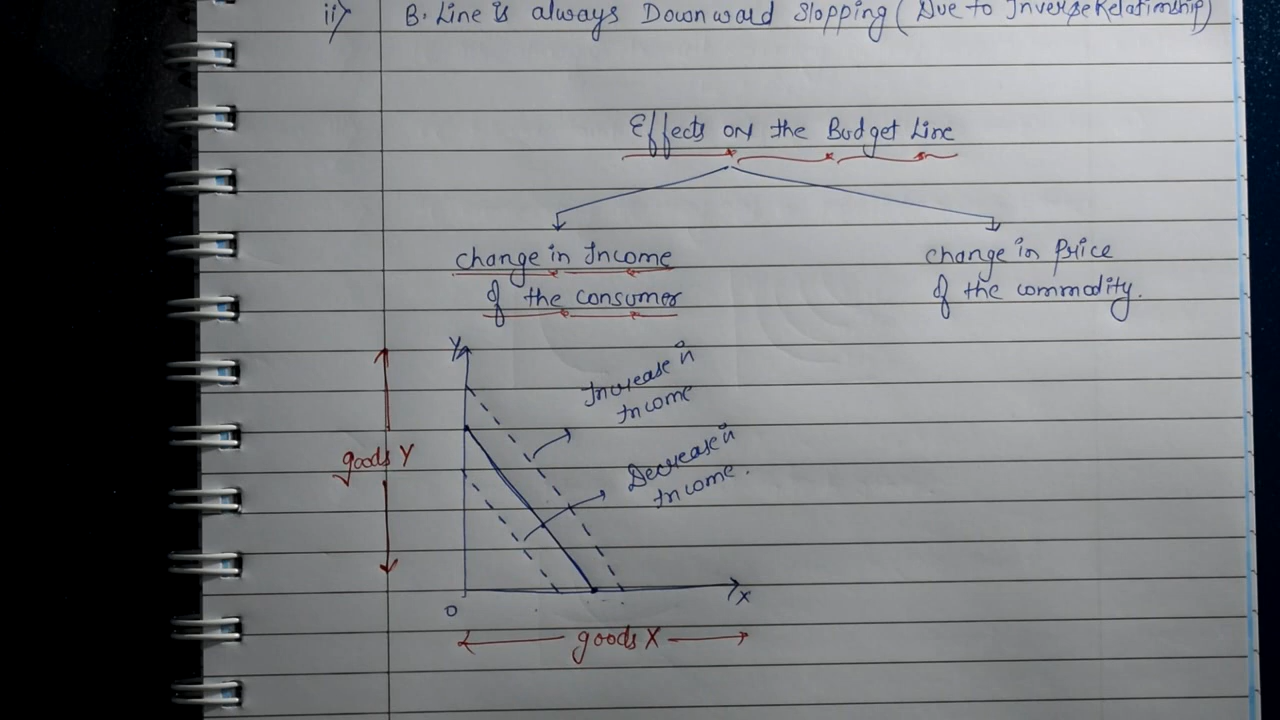 ii) B. Line is always Downward Slopping (Due to Inverse Relationship)
Effects on the Budget Line
change in Income
of the consumer
change in Price
of the commodity.
Y
Increase in
Income
goods Y
Decrease in
Income.
O
X
goods X